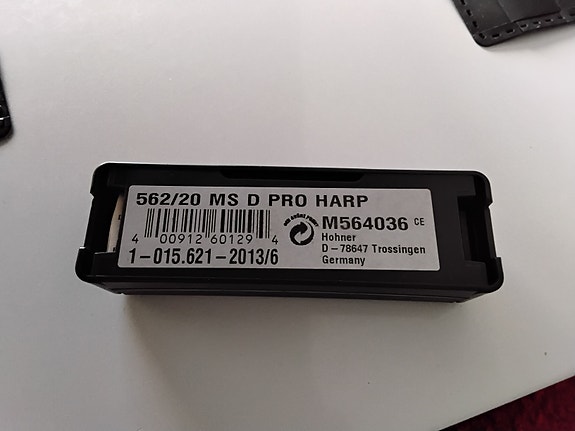 562/20 MS D PRO HARP
4 00912 60129 4
M564036 CE
Hohner
D – 78647 Trossingen
Germany
1 – 015.621 – 2013/6